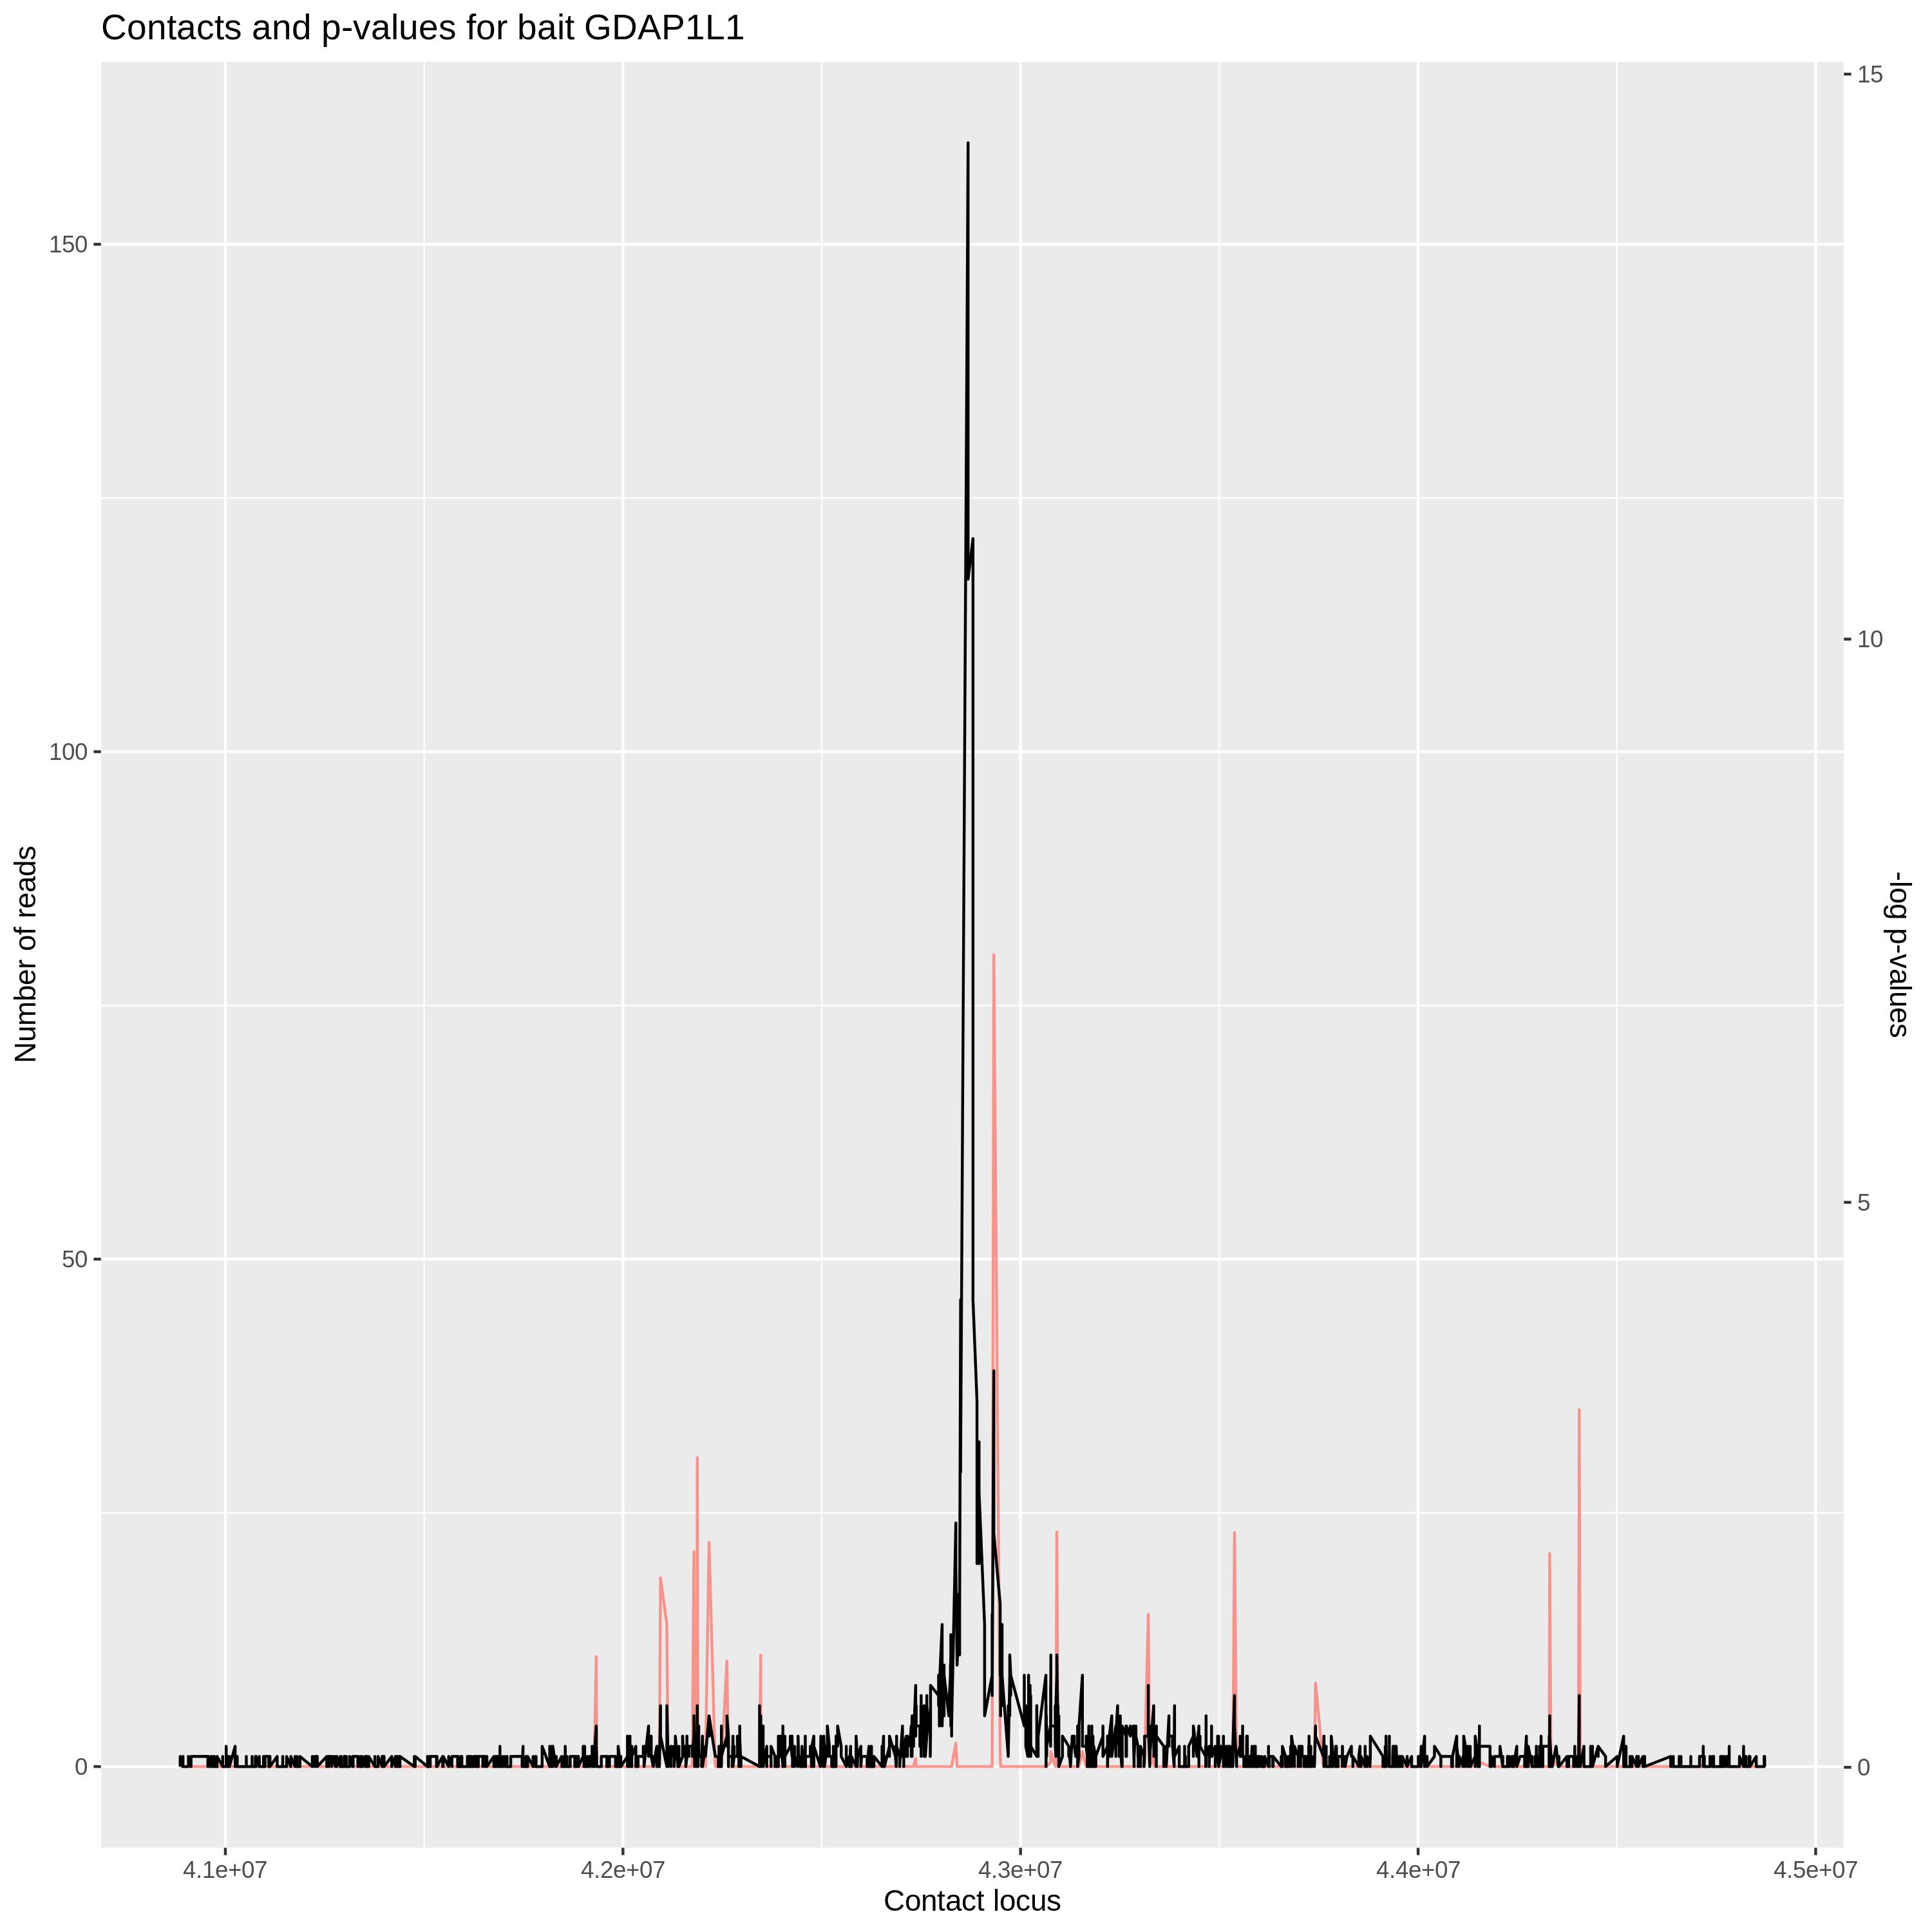 Contacts and p-values for bait GDAP1L1
15
150
10
100
Number of reads
-log p-values
5
50
0
0
4.1e+07
4.2e+07
4.3e+07
4.4e+07
4.5e+07
Contact locus